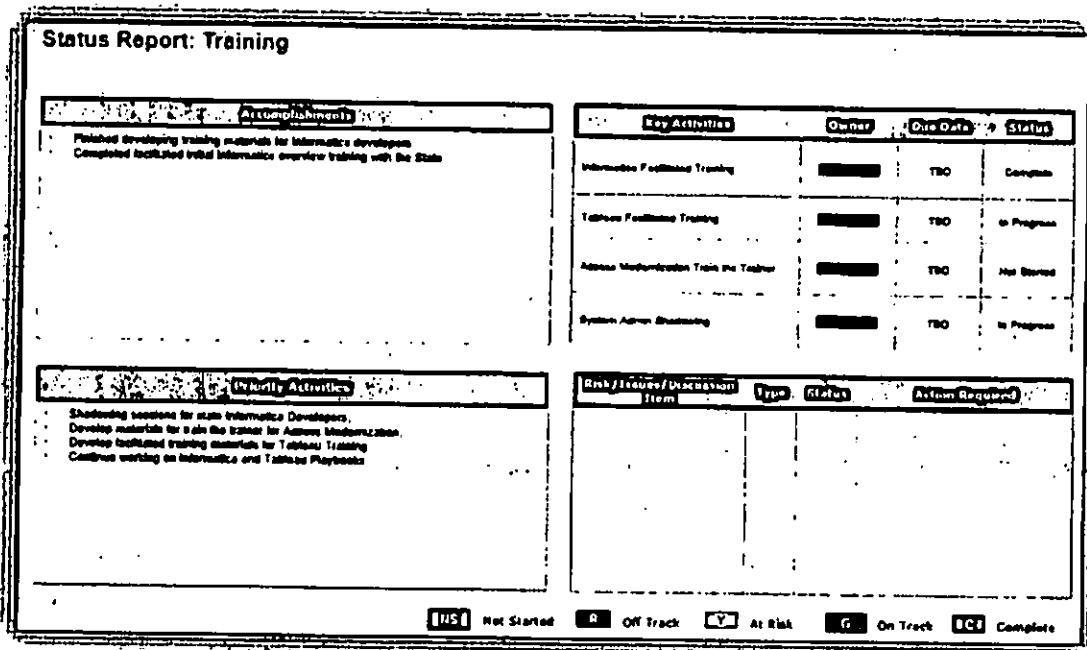 Status Report: Training
Accomplishments
Finished developing training materials for Informatica developers
Completed facilitated initial Informatica overview training with the State
Key Activities Owner Due Date Status
Informatica Facilitated Training TBD Complete
Tableau Facilitated Training TBD In Progress
Access Modernization Train the Trainer TBD Not Started
System Admin Shadowing TBD In Progress
Priority Activities
Shadowing sessions for state Informatica Developers.
Develop materials for train the trainer for Access Modernization.
Develop facilitated training materials for Tableau Training
Continue working on Informatica and Tableau Playbooks
Risk/Issues/Discussion Item Type Status Action Required
NS Not Started R Off Track Y At Risk G On Track C Complete